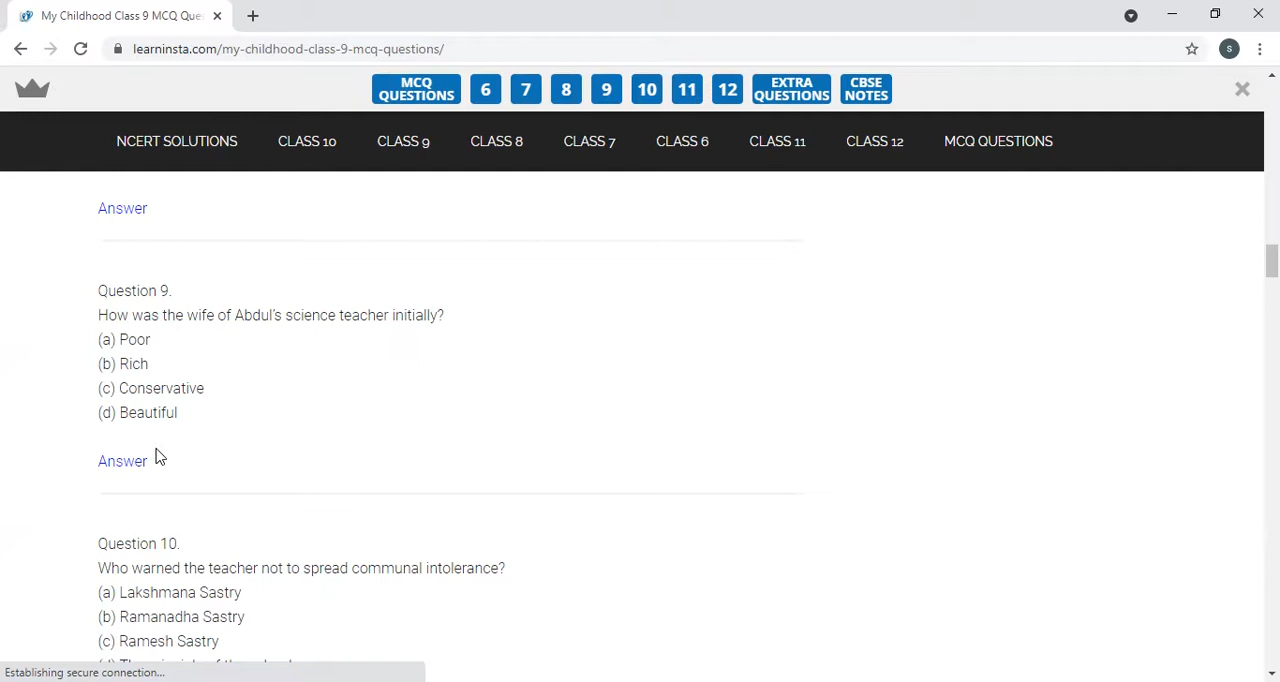 My Childhood Class 9 MCQ Que
learninsta.com/my-childhood-class-9-mcq-questions/
S
MCQ QUESTIONS 6 7 8 9 10 11 12 EXTRA QUESTIONS CBSE NOTES
NCERT SOLUTIONS CLASS 10 CLASS 9 CLASS 8 CLASS 7 CLASS 6 CLASS 11 CLASS 12 MCQ QUESTIONS
Answer
Question 9.
How was the wife of Abdul's science teacher initially?
(a) Poor
(b) Rich
(c) Conservative
(d) Beautiful
Answer
Question 10.
Who warned the teacher not to spread communal intolerance?
(a) Lakshmana Sastry
(b) Ramanadha Sastry
(c) Ramesh Sastry
Establishing secure connection...